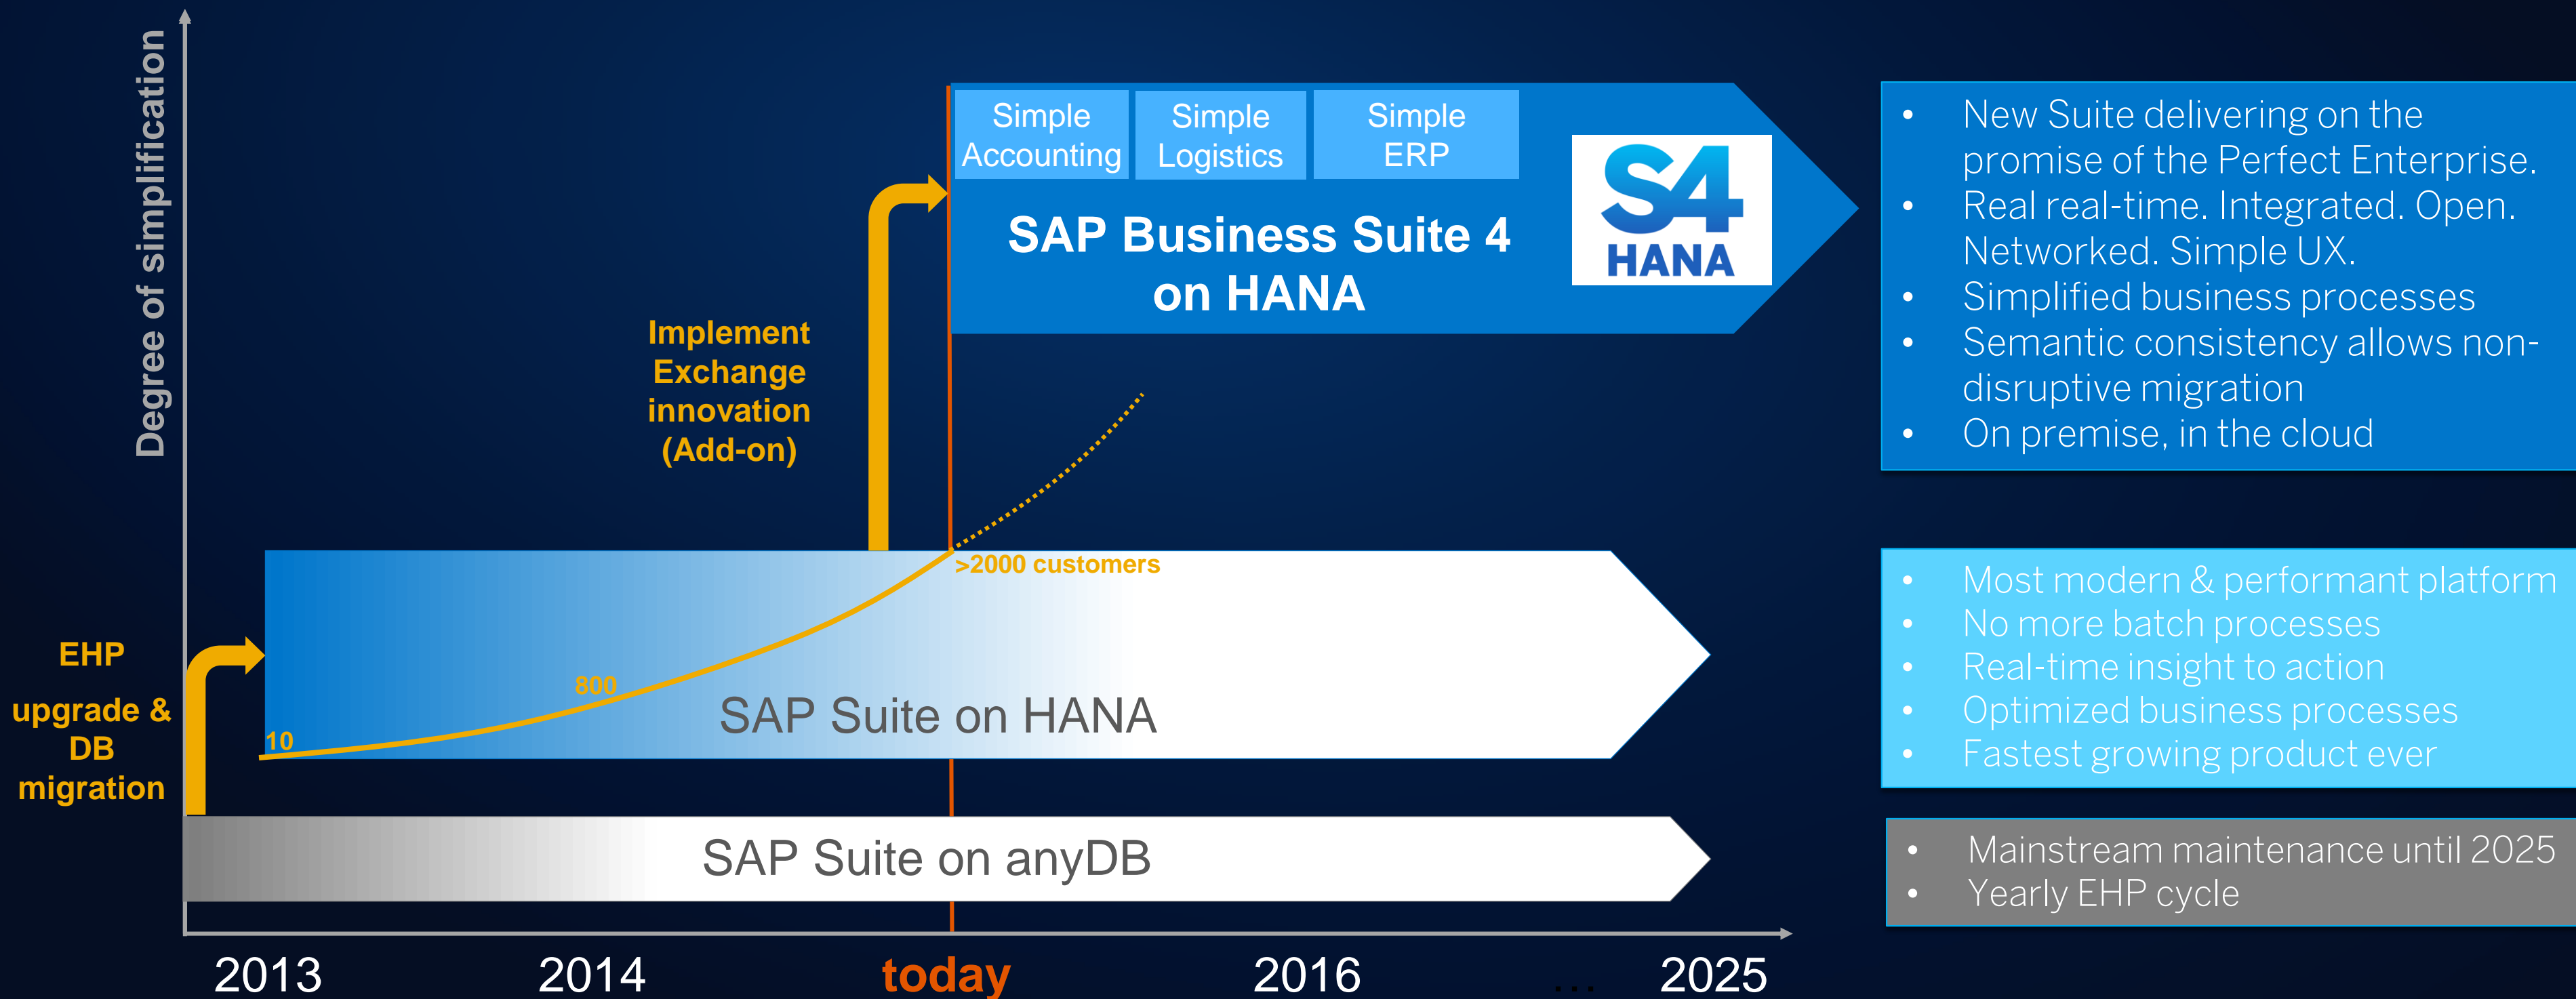 Degree of simplification
Simple
Accounting
Simple
Logistics
Simple
ERP
SAP Business Suite 4
on HANA
S4
HANA
Implement
Exchange
innovation
(Add-on)
>2000 customers
800
10
SAP Suite on HANA
EHP
upgrade &
DB
migration
SAP Suite on anyDB
2013
2014
today
2016
...
2025
• New Suite delivering on the
promise of the Perfect Enterprise.
• Real real-time. Integrated. Open.
Networked. Simple UX.
• Simplified business processes
• Semantic consistency allows non-
disruptive migration
• On premise, in the cloud
• Most modern & performant platform
• No more batch processes
• Real-time insight to action
• Optimized business processes
• Fastest growing product ever
• Mainstream maintenance until 2025
• Yearly EHP cycle